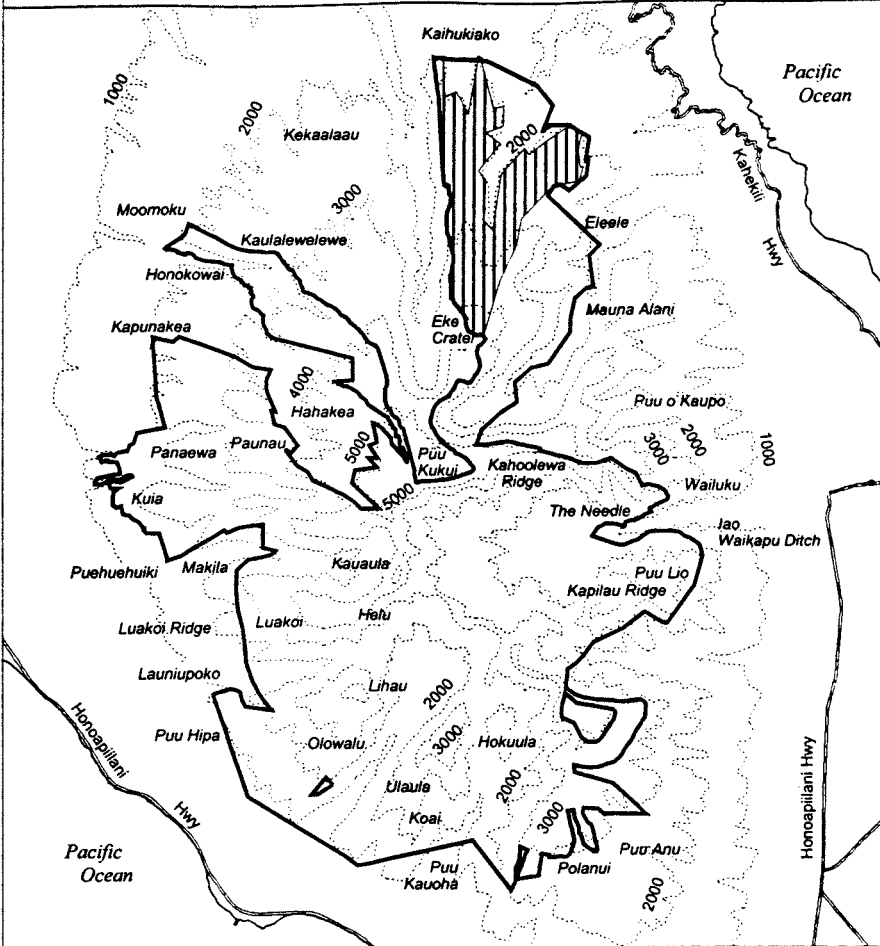 Kaihukiako
Pacific
Ocean
1000
2000
Kekaalaau
2000
Kahekili
Hwy
3000
Moomoku
Kaulalewelewe
Eleele
Honokowai
Mauna Alani
Kapunakea
Eke
Crater
4000
Hahakea
Puu o Kaupo
Panaewa
Paunau
5000
Puu
Kukui
Kahoolewa
Ridge
3000
2000
1000
Wailuku
Kuia
5000
The Needle
Iao
Waikapu Ditch
Puehuehuiki
Makila
Kauaula
Puu Lio
Kapilau Ridge
Luakoi Ridge
Luakoi
Helu
Launiupoko
Lihau
2000
Honoapiilani
Hwy
Puu Hipa
Olowalu
3000
Hokuula
Ulaula
2000
Koai
3000
Honoapiilani Hwy
Pacific
Ocean
Puu
Kauoha
Polanui
Puu Anu
2000